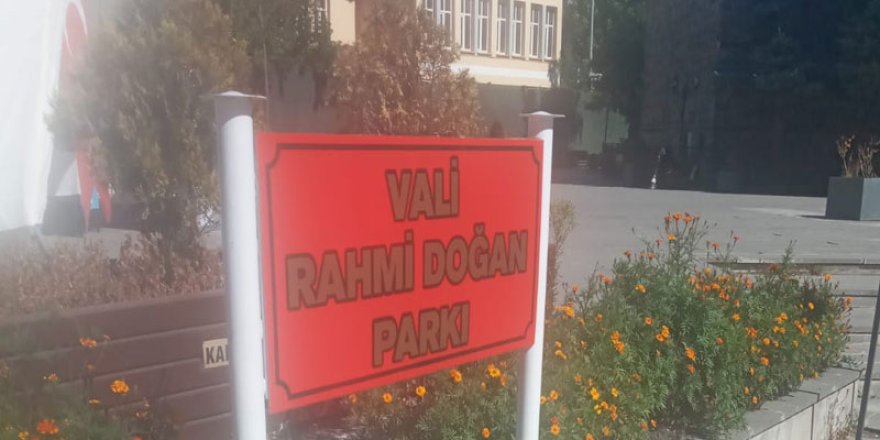 VALİ
RAHMİ DOĞAN
PARKI